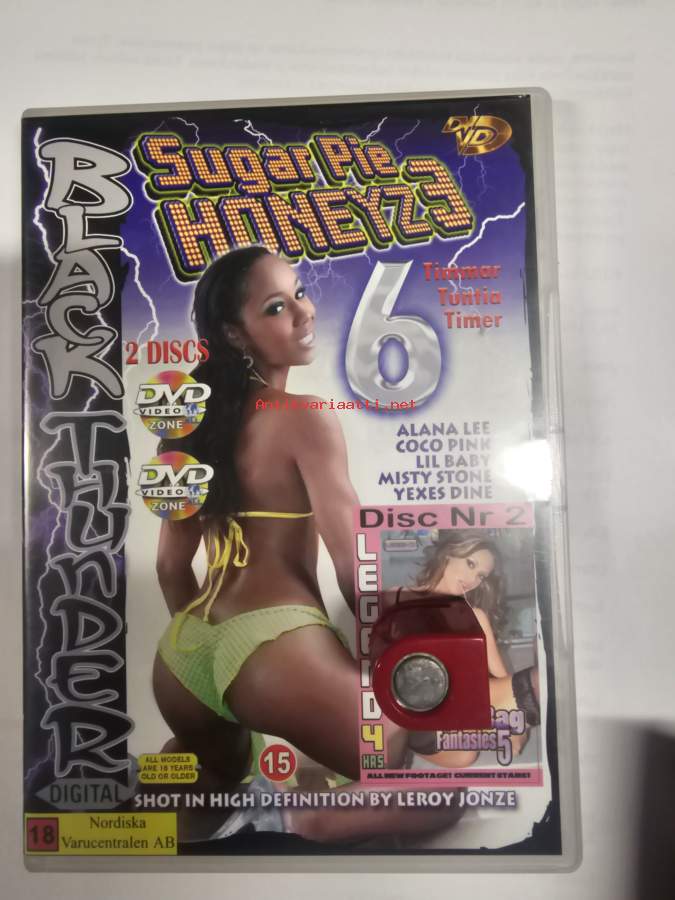 BLACK THUNDER
DIGITAL
Sugar Pie
HONEYZ 3
DVD
6
Timmar
Tuntia
Timer
2 DISCS
DVD
VIDEO
ZONE
DVD
VIDEO
ZONE
Antikvariaatti.net
ALANA LEE
COCO PINK
LIL BABY
MISTY STONE
YEXES DINE
Disc Nr 2
LEGEND
4
HRS
Bag
Fantasies 5
ALL NEW FOOTAGE! CURRENT STARS!
ALL MODELS
ARE 18 YEARS
OLD OR OLDER
15
SHOT IN HIGH DEFINITION BY LEROY JONZE
18
Nordiska
Varucentralen AB